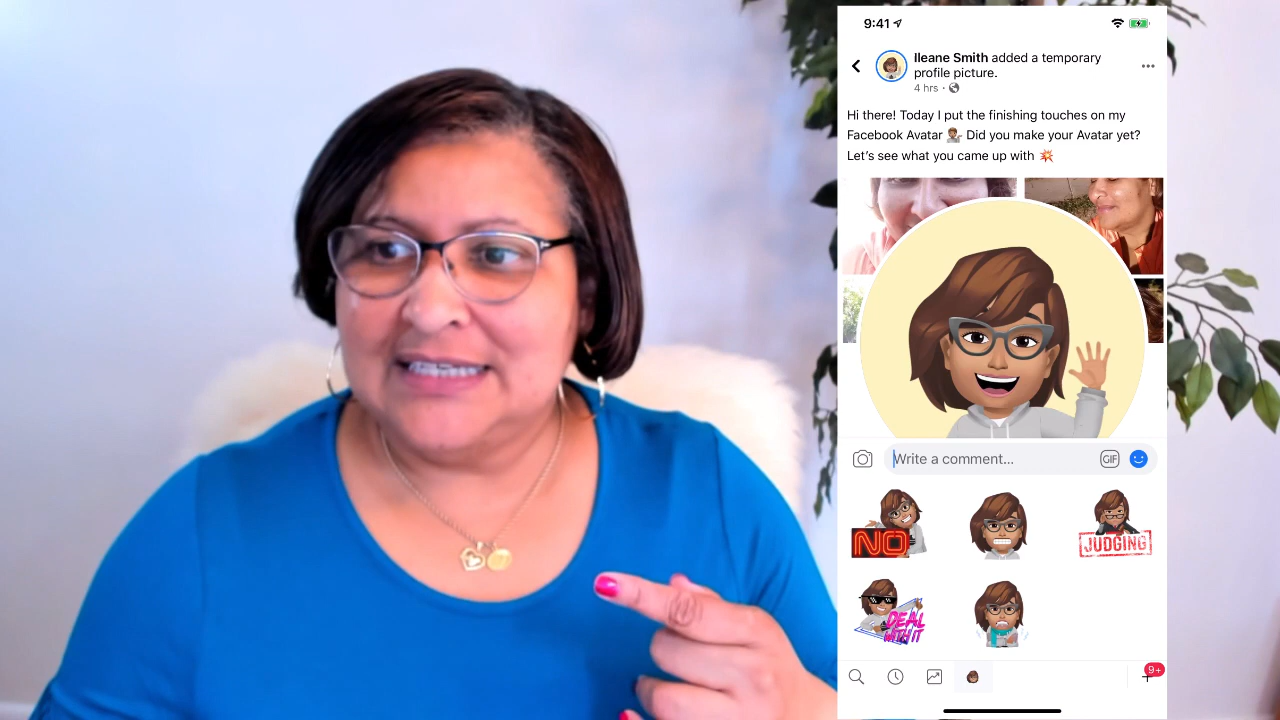 9:41
Ileane Smith added a temporary
profile picture.
4 hrs ·
Hi there! Today I put the finishing touches on my
Facebook Avatar Did you make your Avatar yet?
Let's see what you came up with
Write a comment...
GIF
NO
JUDGING
DEAL
WITH IT
9+